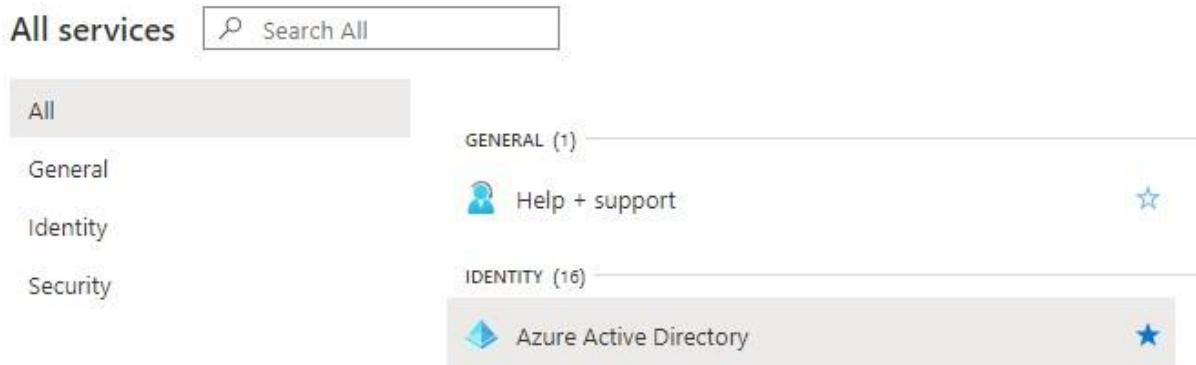 All services
Search All
All
General
Identity
Security
GENERAL (1)
Help + support
IDENTITY (16)
Azure Active Directory